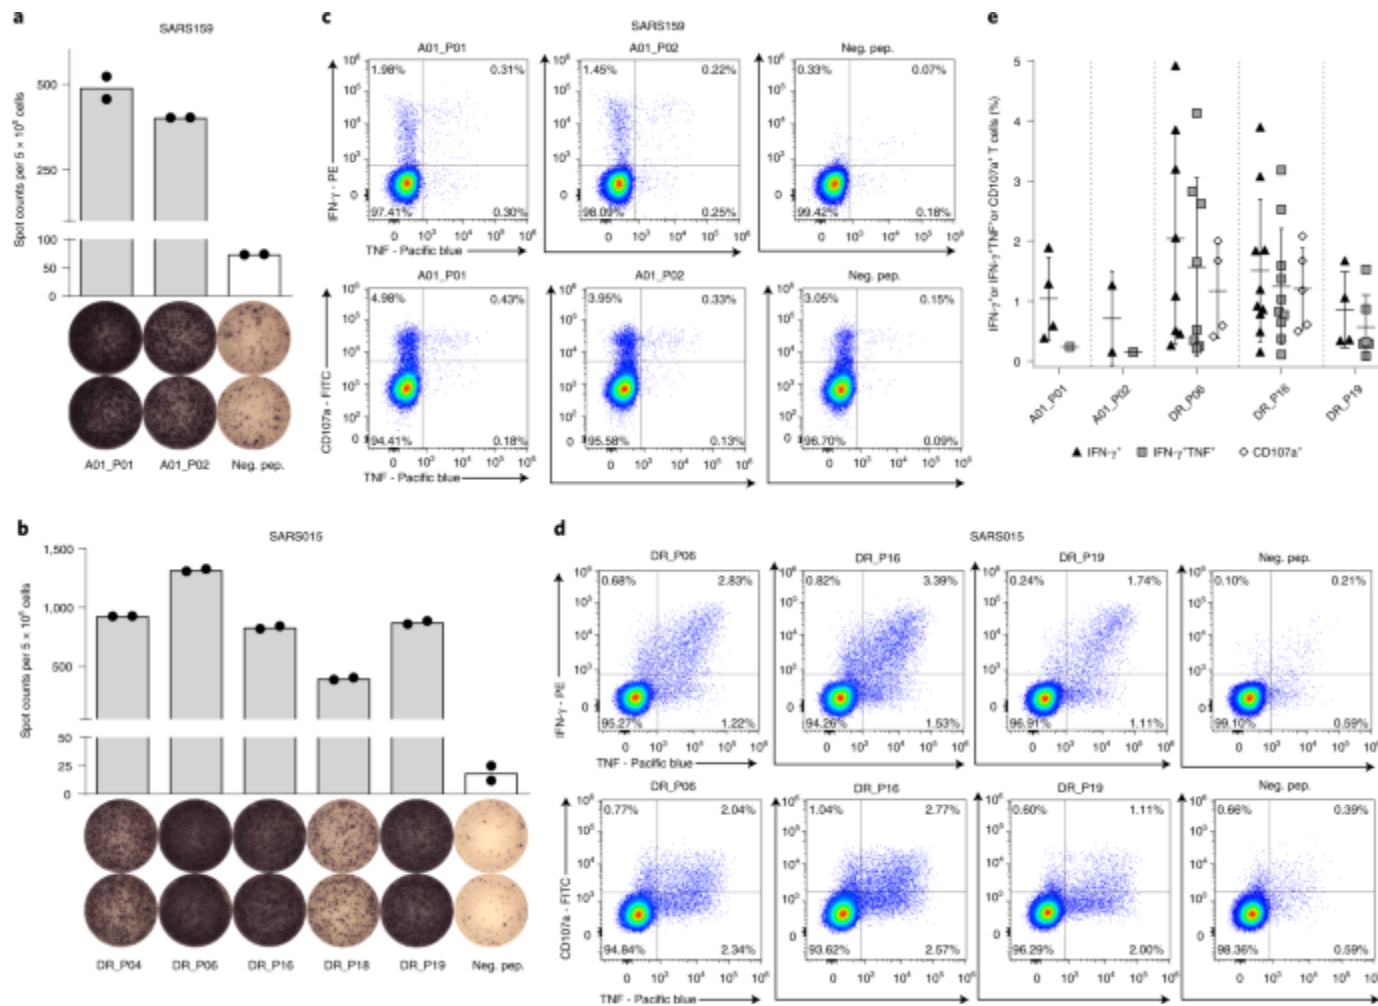 a
SARS159
Spot counts per 5 × 10⁵ cells
500
250
100
50
0
A01_P01 A01_P02 Neg. pep.
b
SARS015
Spot counts per 5 × 10⁵ cells
1,500
1,000
500
50
25
0
DR_P04 DR_P06 DR_P16 DR_P18 DR_P19 Neg. pep.
c
SARS159
A01_P01 A01_P02 Neg. pep.
1.98% 0.31% 1.45% 0.22% 0.33% 0.07%
97.41% 0.30% 98.09% 0.25% 99.42% 0.18%
IFN-γ - PE
TNF - Pacific blue
A01_P01 A01_P02 Neg. pep.
4.98% 0.43% 3.95% 0.33% 3.05% 0.15%
94.41% 0.18% 95.58% 0.13% 96.70% 0.09%
CD107a - FITC
TNF - Pacific blue
d
SARS015
DR_P06 DR_P16 DR_P19 Neg. pep.
0.68% 2.83% 0.82% 3.39% 0.24% 1.74% 0.10% 0.21%
95.27% 1.22% 94.26% 1.53% 96.91% 1.11% 99.10% 0.59%
IFN-γ - PE
TNF - Pacific blue
DR_P06 DR_P16 DR_P19 Neg. pep.
0.77% 2.04% 1.04% 2.77% 0.60% 1.11% 0.66% 0.39%
94.84% 2.34% 93.62% 2.57% 96.29% 2.00% 98.36% 0.59%
CD107a - FITC
TNF - Pacific blue
e
IFN-γ⁺ or IFN-γ⁺TNF⁺ or CD107a⁺ T cells (%)
5
4
3
2
1
0
A01_P01 A01_P02 DR_P06 DR_P16 DR_P19
IFN-γ⁺ IFN-γ⁺TNF⁺ CD107a⁺